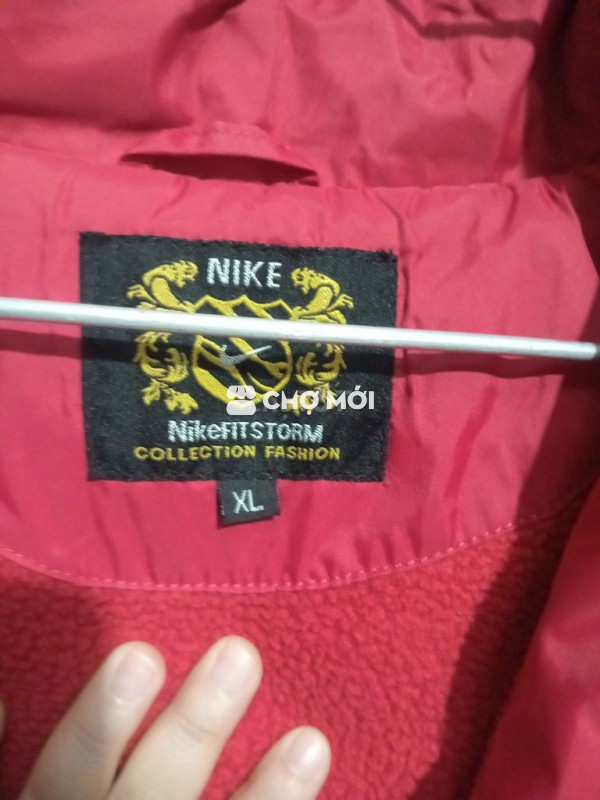 NIKE
CHỢ MỚI
NikeFITSTORM
COLLECTION FASHION
XL